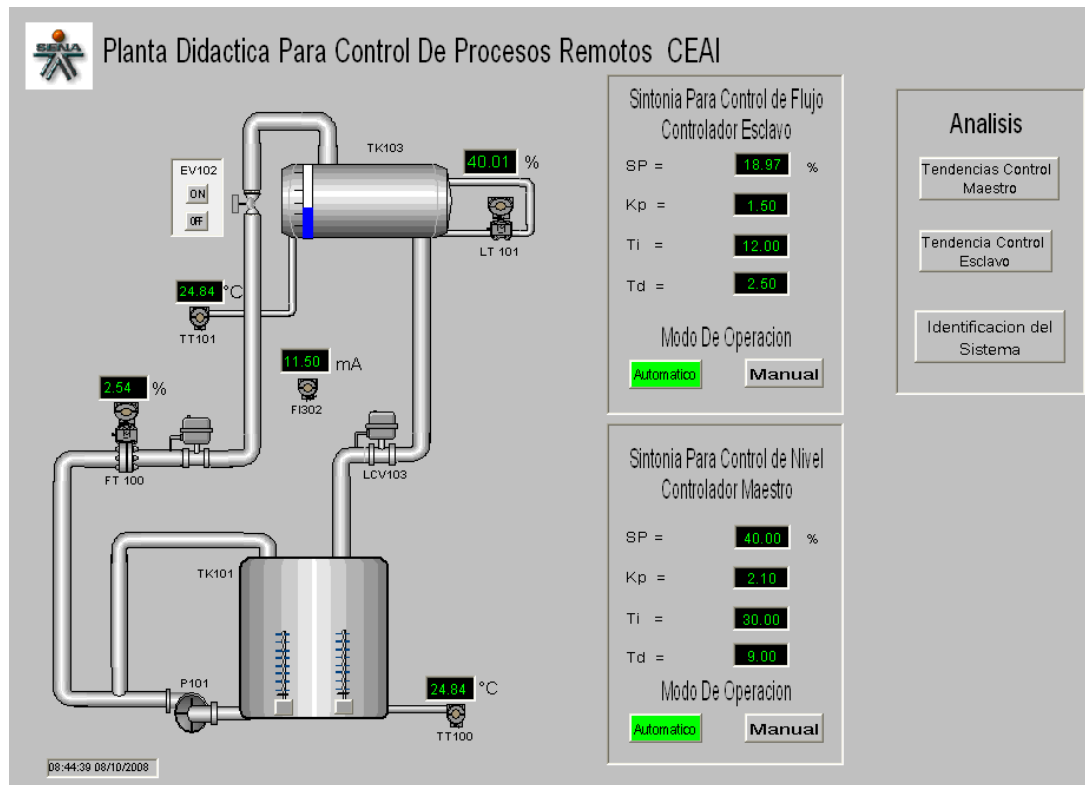 SENA
Planta Didactica Para Control De Procesos Remotos CEAI
EV102
ON
OFF
TK103
40.01 %
LT 101
24.84 °C
TT101
11.50 mA
FI302
2.54 %
FT 100
LCV103
TK101
P101
24.84 °C
TT100
08:44:39 08/10/2008
Sintonia Para Control de Flujo
Controlador Esclavo
SP = 18.97 %
Kp = 1.50
Ti = 12.00
Td = 2.50
Modo De Operacion
Automatico Manual
Sintonia Para Control de Nivel
Controlador Maestro
SP = 40.00 %
Kp = 2.10
Ti = 30.00
Td = 9.00
Modo De Operacion
Automatico Manual
Analisis
Tendencias Control
Maestro
Tendencia Control
Esclavo
Identificacion del
Sistema